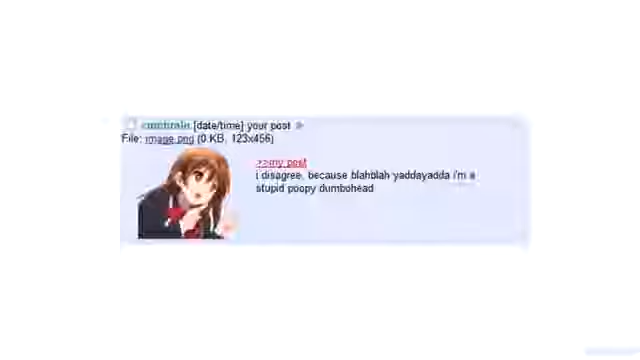 cumbrain [date/time] your post
File: image.png (0 KB, 123x456)
>>my post
i disagree, because blahblah yaddayadda i'm a
stupid poopy dumbohead